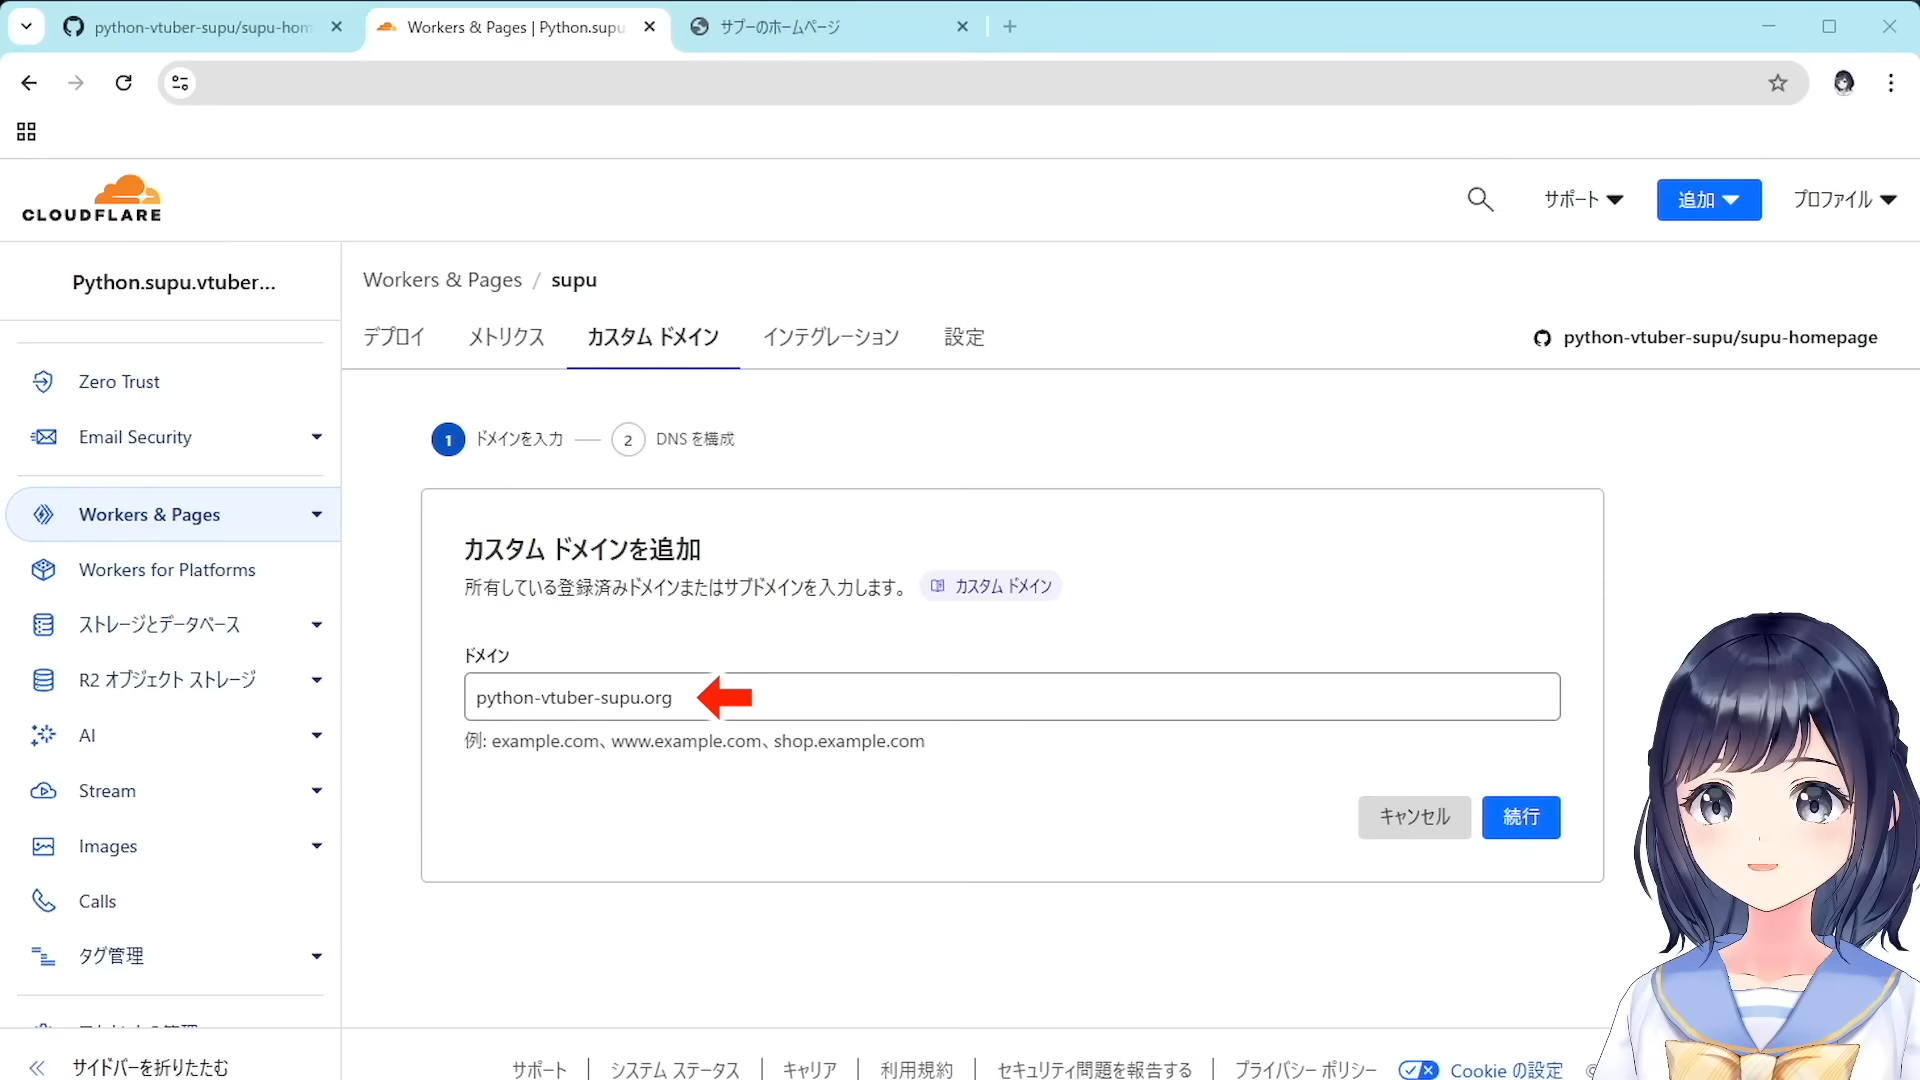 python-vtuber-supu/supu-hom
Workers & Pages | Python.supu
サプーのホームページ
CLOUDFLARE
サポート
追加
プロファイル
Python.supu.vtuber...
Workers & Pages / supu
デプロイ
メトリクス
カスタム ドメイン
インテグレーション
設定
python-vtuber-supu/supu-homepage
Zero Trust
Email Security
Workers & Pages
Workers for Platforms
ストレージとデータベース
R2 オブジェクト ストレージ
AI
Stream
Images
Calls
タグ管理
サイドバーを折りたたむ
1 ドメインを入力
2 DNS を構成
カスタム ドメインを追加
所有している登録済みドメインまたはサブドメインを入力します。 カスタム ドメイン
ドメイン
python-vtuber-supu.org
例: example.com、www.example.com、shop.example.com
キャンセル
続行
サポート | システム ステータス | キャリア | 利用規約 | セキュリティ問題を報告する | プライバシー ポリシー
Cookie の設定